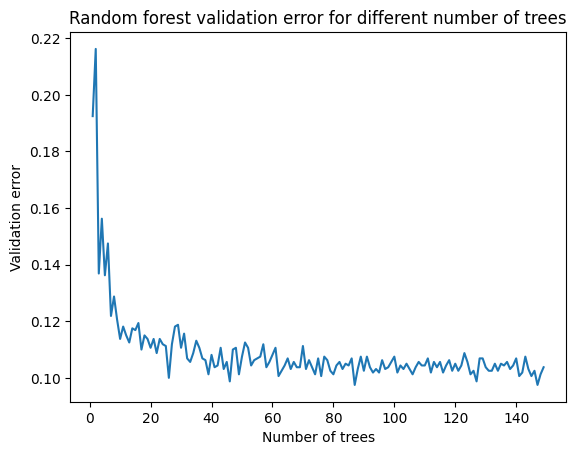 Random forest validation error for different number of trees
0.22
0.20
0.18
0.16
0.14
0.12
0.10
Validation error
0 20 40 60 80 100 120 140
Number of trees